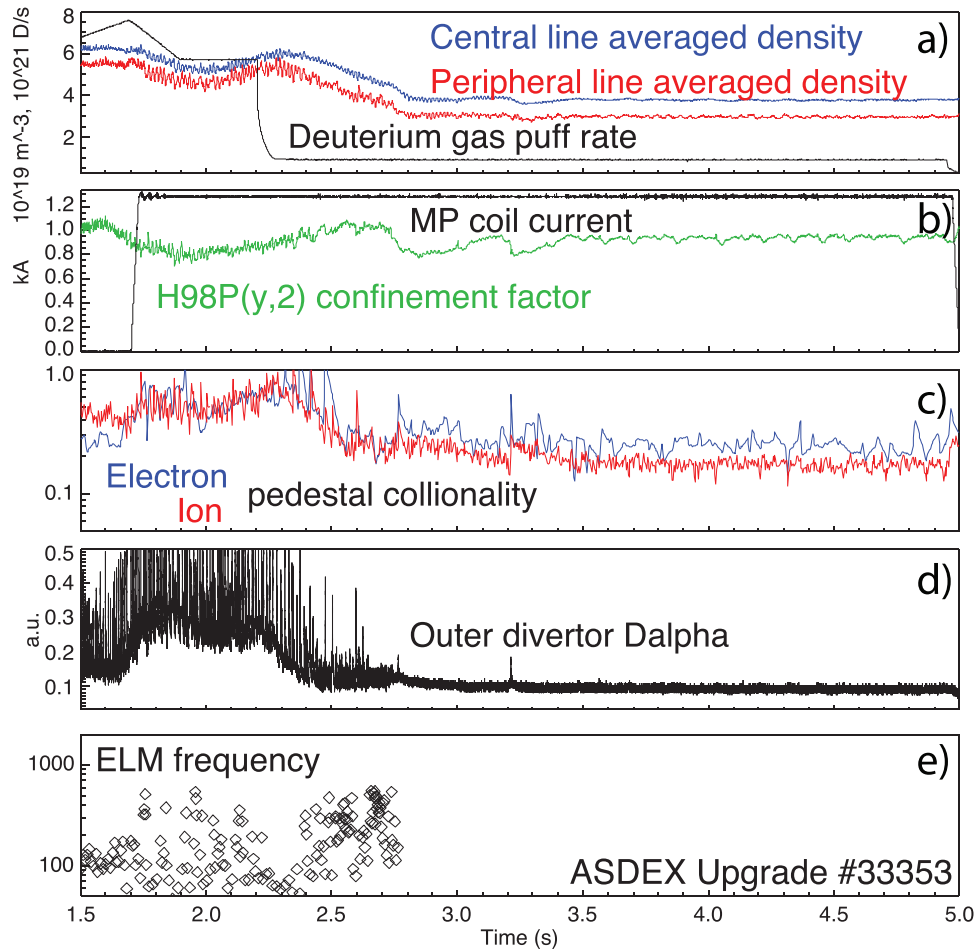 10^19 m^-3, 10^21 D/s
8
6
4
2
Central line averaged density
a)
Peripheral line averaged density
Deuterium gas puff rate
kA
1.2
1.0
0.8
0.6
0.4
0.2
0.0
b)
MP coil current
H98P(y,2) confinement factor
1.0
0.1
c)
Electron
Ion
pedestal collionality
a.u.
0.5
0.4
0.3
0.2
0.1
d)
Outer divertor Dalpha
1000
100
ELM frequency
e)
ASDEX Upgrade #33353
1.5 2.0 2.5 3.0 3.5 4.0 4.5 5.0
Time (s)